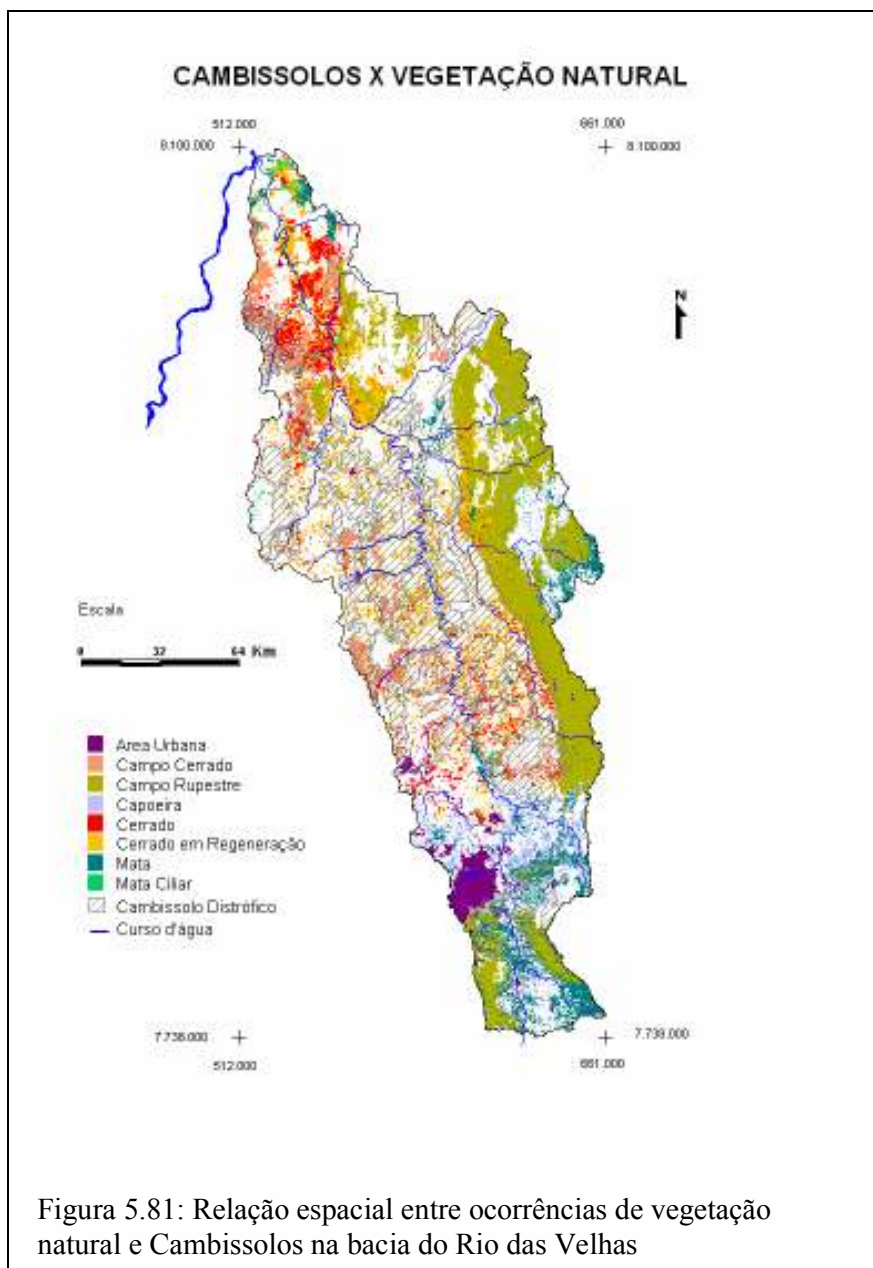 CAMBISSOLOS X VEGETAÇÃO NATURAL
512.000 661.000
8.100.000 8.100.000
N
Escala
0 32 64 Km
Area Urbana
Campo Cerrado
Campo Rupestre
Capoeira
Cerrado
Cerrado em Regeneração
Mata
Mata Ciliar
Cambissolo Distrófico
Curso d'água
7.738.000 7.738.000
512.000 661.000
Figura 5.81: Relação espacial entre ocorrências de vegetação
natural e Cambissolos na bacia do Rio das Velhas